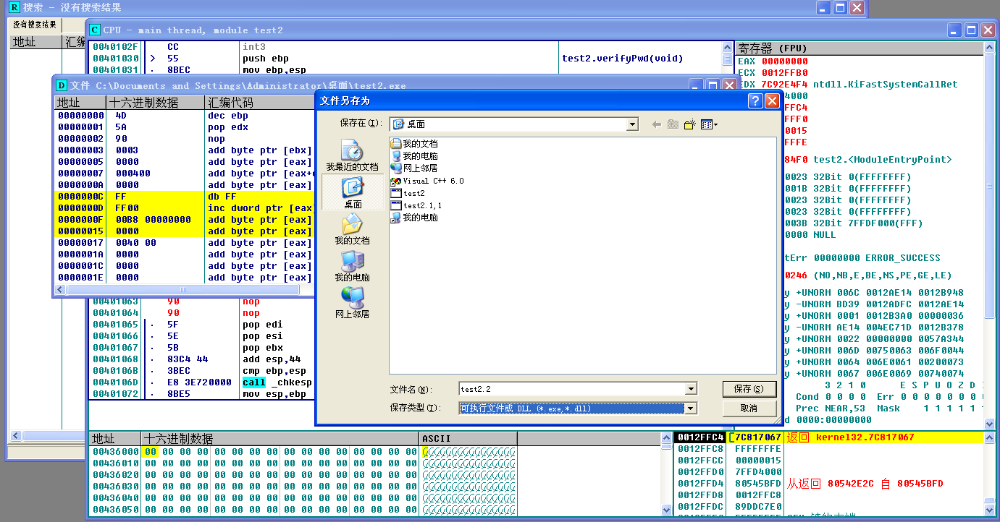 R 搜索 - 没有搜索结果
没有搜索结果
地址 汇编
C CPU - main thread, module test2
0040102F CC int3
00401030 > 55 push ebp test2.verifyPwd(void)
00401031 . 8BEC mov ebp,esp
D 文件 C:\Documents and Settings\Administrator\桌面\test2.exe
地址 十六进制数据 汇编代码
00000000 4D dec ebp
00000001 5A pop edx
00000002 90 nop
00000003 0003 add byte ptr [ebx]
00000005 0000 add byte ptr [eax]
00000007 000400 add byte ptr [eax+
0000000A 0000 add byte ptr [eax]
0000000C FF db FF
0000000D FF00 inc dword ptr [eax
0000000F 00B8 00000000 add byte ptr [eax]
00000015 0000 add byte ptr [eax]
00000017 0040 00 add byte ptr [eax]
0000001A 0000 add byte ptr [eax]
0000001C 0000 add byte ptr [eax]
0000001E 0000 add byte ptr [eax]
00401063 90 nop
00401064 90 nop
00401065 . 5F pop edi
00401066 . 5E pop esi
00401067 . 5B pop ebx
00401068 . 83C4 44 add esp,44
0040106B . 3BEC cmp ebp,esp
0040106D . E8 3E720000 call _chkesp
00401072 . 8BE5 mov esp,ebp
文件另存为
保存在(I): 桌面
我最近的文档
桌面
我的文档
我的电脑
网上邻居
我的文档
我的电脑
网上邻居
Visual C++ 6.0
test2
test2.1,1
我的电脑
文件名(N): test2.2 保存(S)
保存类型(T): 可执行文件或 DLL (*.exe,*.dll) 取消
寄存器 (FPU)
EAX 00000000
ECX 0012FFB0
EDX 7C92E4F4 ntdll.KiFastSystemCallRet
4000
FFC4
FFF0
0015
FFFE
84F0 test2.<ModuleEntryPoint>
0023 32Bit 0(FFFFFFFF)
001B 32Bit 0(FFFFFFFF)
0023 32Bit 0(FFFFFFFF)
0023 32Bit 0(FFFFFFFF)
003B 32Bit 7FFDF000(FFF)
0000 NULL
tErr 00000000 ERROR_SUCCESS
0246 (NO,NB,E,BE,NS,PE,GE,LE)
y +UNORM 006C 0012AE14 0012B948
y -UNORM BD39 0012ADFC 0012AE14
y +UNORM 0001 0012B3A0 00000036
y -UNORM AE14 004EC71D 0012B378
y +UNORM 0022 00000000 0057A344
y +UNORM 006D 00750063 006F0044
y +UNORM 0064 006E0061 00200073
y +UNORM 0067 006E0069 00740074
3 2 1 0 E S P U O Z D
Cond 0 0 0 0 Err 0 0 0 0 0 0 0
Prec NEAR,53 Mask 1 1 1 1 1
d 0000:00000000
地址 十六进制数据 ASCII
00436000 00 00 00 00 00 00 00 00 00 00 00 00 00 00 00 00
00436010 00 00 00 00 00 00 00 00 00 00 00 00 00 00 00 00
00436020 00 00 00 00 00 00 00 00 00 00 00 00 00 00 00 00
00436030 00 00 00 00 00 00 00 00 00 00 00 00 00 00 00 00
00436040 00 00 00 00 00 00 00 00 00 00 00 00 00 00 00 00
00436050 00 00 00 00 00 00 00 00 00 00 00 00 00 00 00 00
0012FFC4 [7C817067 返回 kernel32.7C817067
0012FFC8 FFFFFFFE
0012FFCC 00000015
0012FFD0 7FFD4000
0012FFD4 80545BFD 从返回 80542E2C 自 80545BFD
0012FFD8 0012FFC8
0012FFDC 89DDC7E0